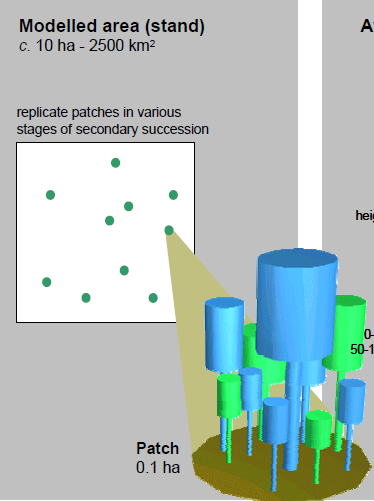 Modelled area (stand)
c. 10 ha - 2500 km²
replicate patches in various
stages of secondary succession
Patch
0.1 ha